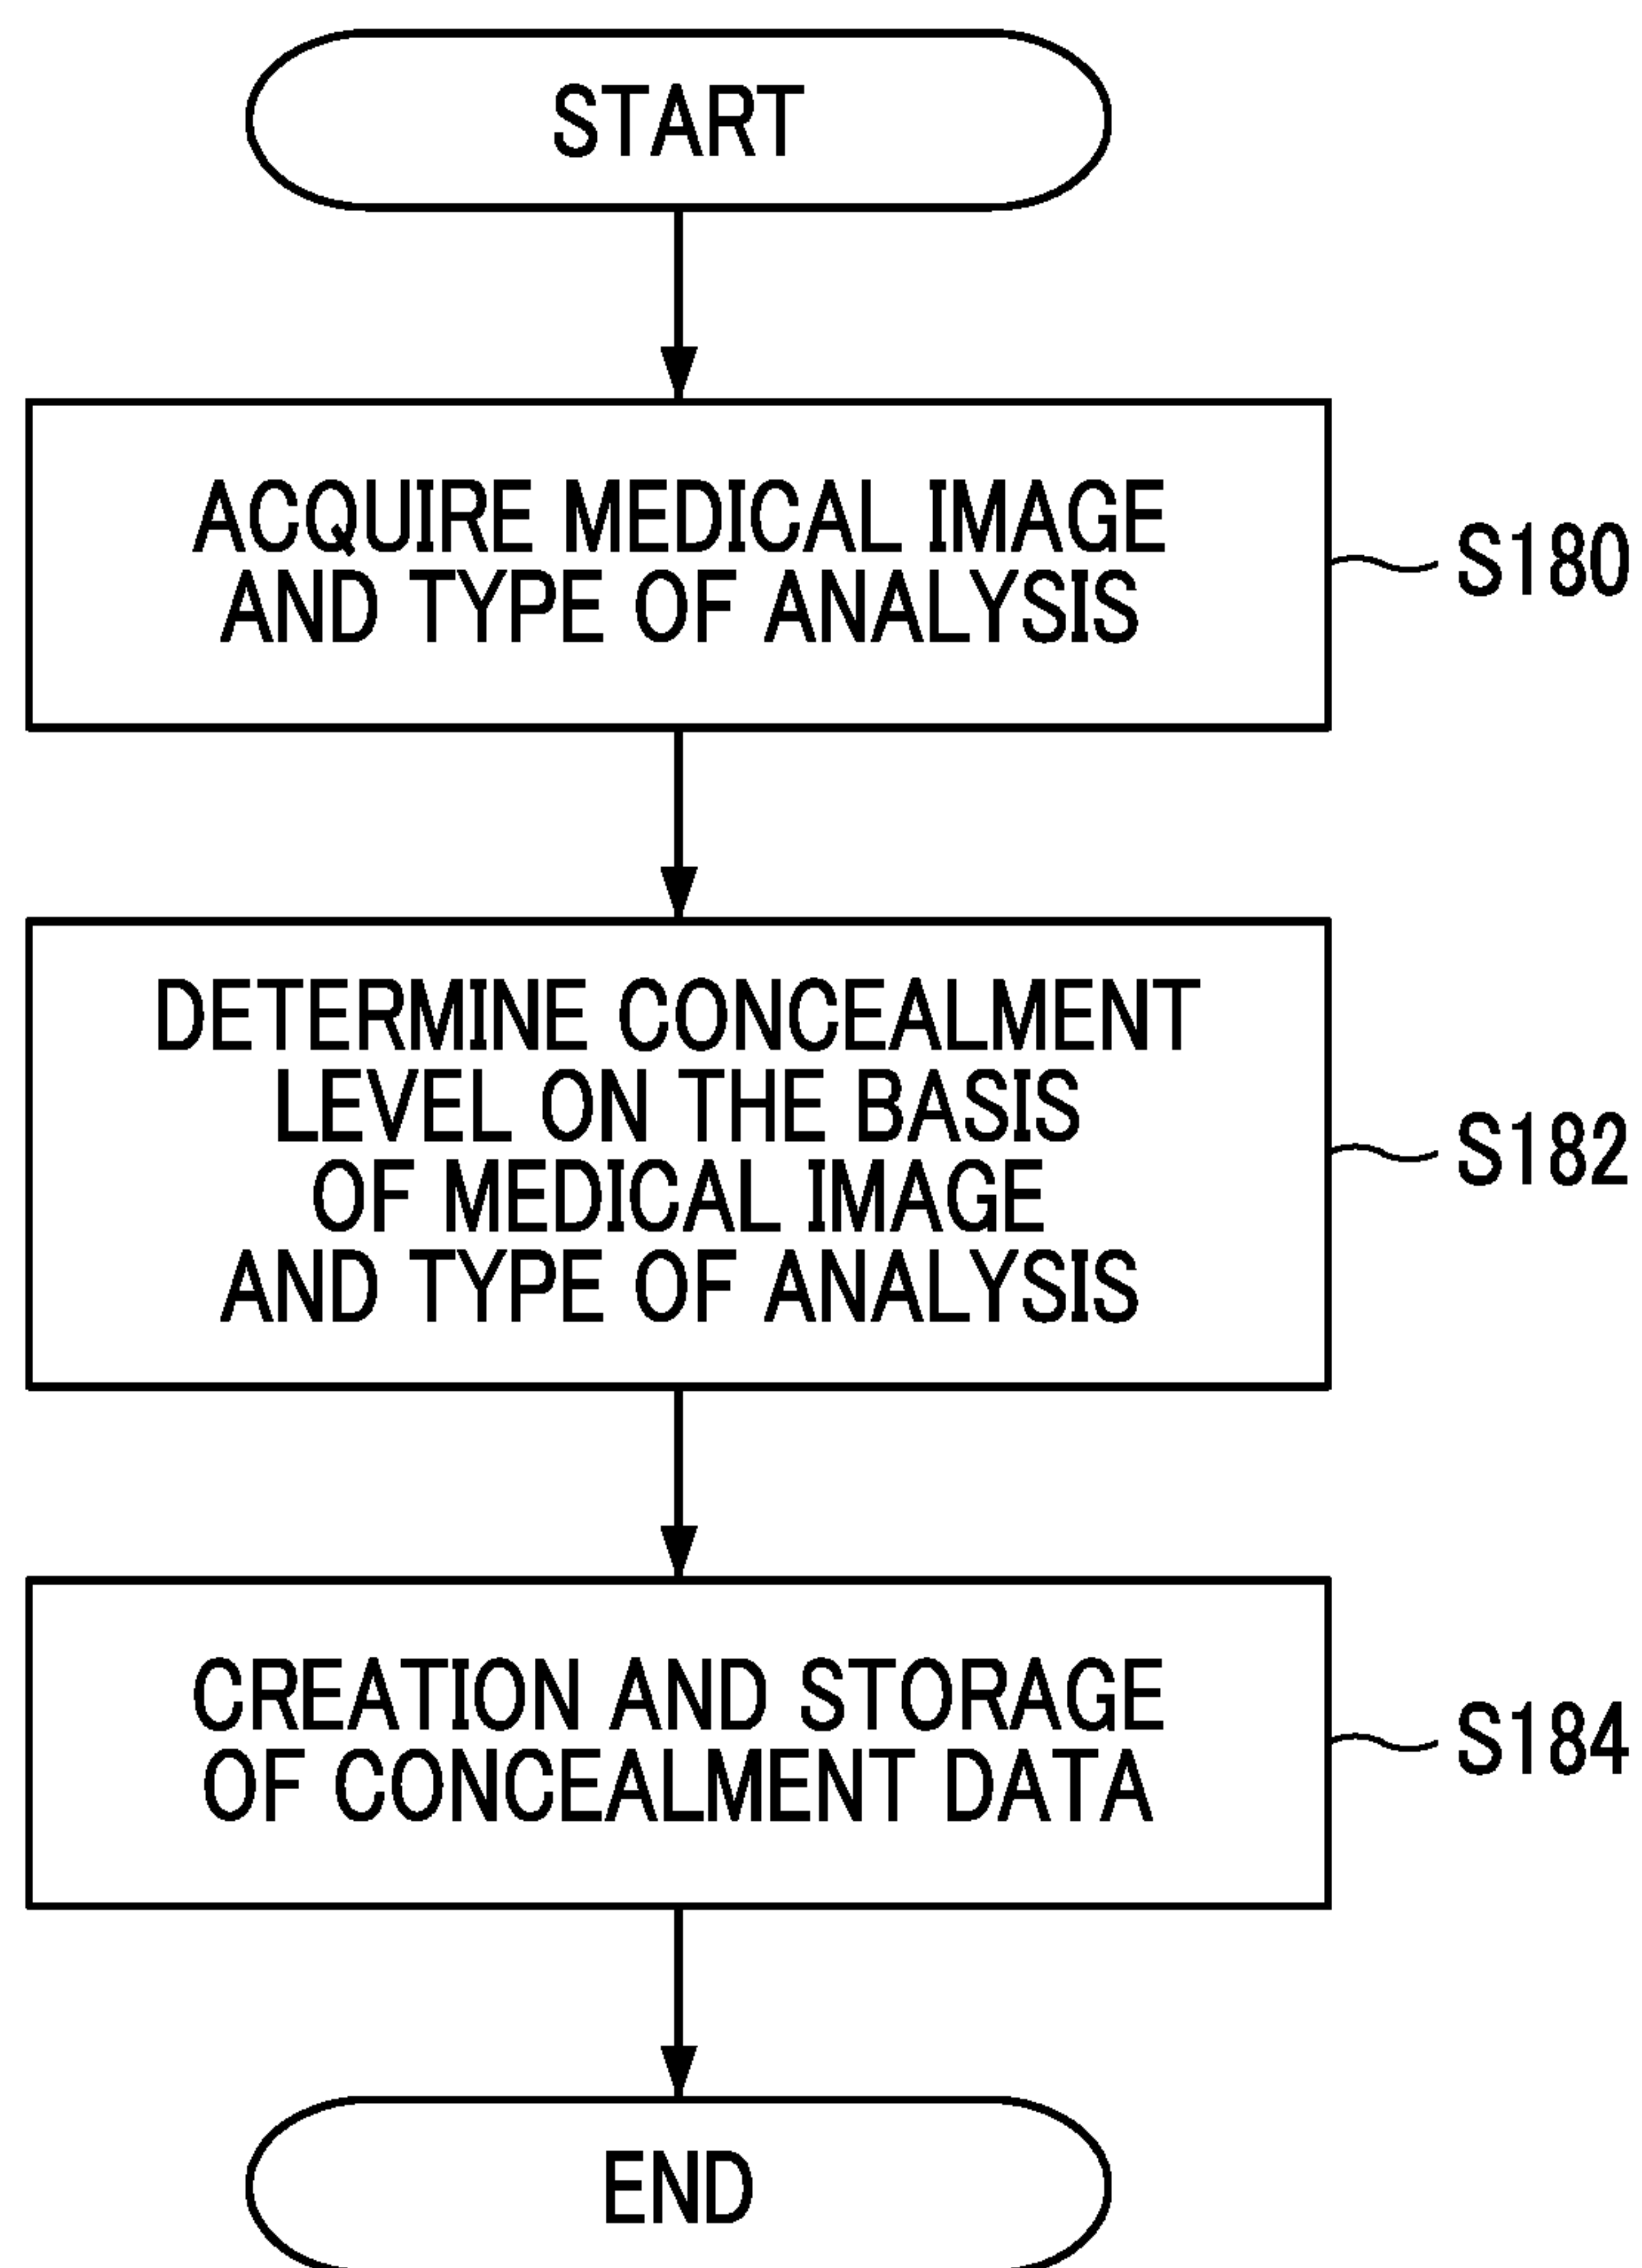 START
ACQUIRE MEDICAL IMAGE
AND TYPE OF ANALYSIS
S180
DETERMINE CONCEALMENT
LEVEL ON THE BASIS
OF MEDICAL IMAGE
AND TYPE OF ANALYSIS
S182
CREATION AND STORAGE
OF CONCEALMENT DATA
S184
END